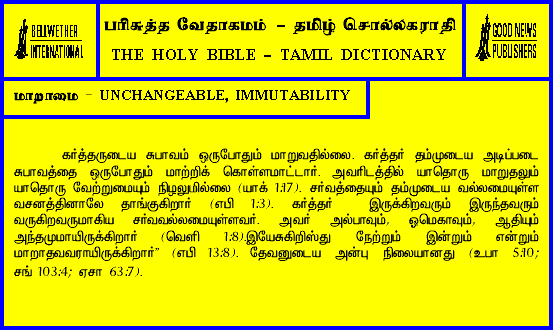 BELLWETHER
INTERNATIONAL
பரிசுத்த வேதாகமம் - தமிழ் சொல்லகராதி
THE HOLY BIBLE - TAMIL DICTIONARY
GOOD NEWS
PUBLISHERS
மாறாமை - UNCHANGEABLE, IMMUTABILITY
கர்த்தருடைய சுபாவம் ஒருபோதும் மாறுவதில்லை. கர்த்தர் தம்முடைய அடிப்படை
சுபாவத்தை ஒருபோதும் மாற்றிக் கொள்ளமாட்டார். அவரிடத்தில் யாதொரு மாறுதலும்
யாதொரு வேற்றுமையும் நிழலுமில்லை (யாக் 1:17). சர்வத்தையும் தம்முடைய வல்லமையுள்ள
வசனத்தினாலே தாங்குகிறார் (எபி 1:3). கர்த்தர் இருக்கிறவரும் இருந்தவரும்
வருகிறவருமாகிய சர்வவல்லமையுள்ளவர். அவர் அல்பாவும், ஓமெகாவும், ஆதியும்
அந்தமுமாயிருக்கிறார் (வெளி 1:8).இயேசுகிறிஸ்து நேற்றும் இன்றும் என்றும்
மாறாதவவராயிருக்கிறார்" (எபி 13:8). தேவனுடைய அன்பு நிலையானது (உபா 5:10;
சங் 103:4; ஏசா 63:7).